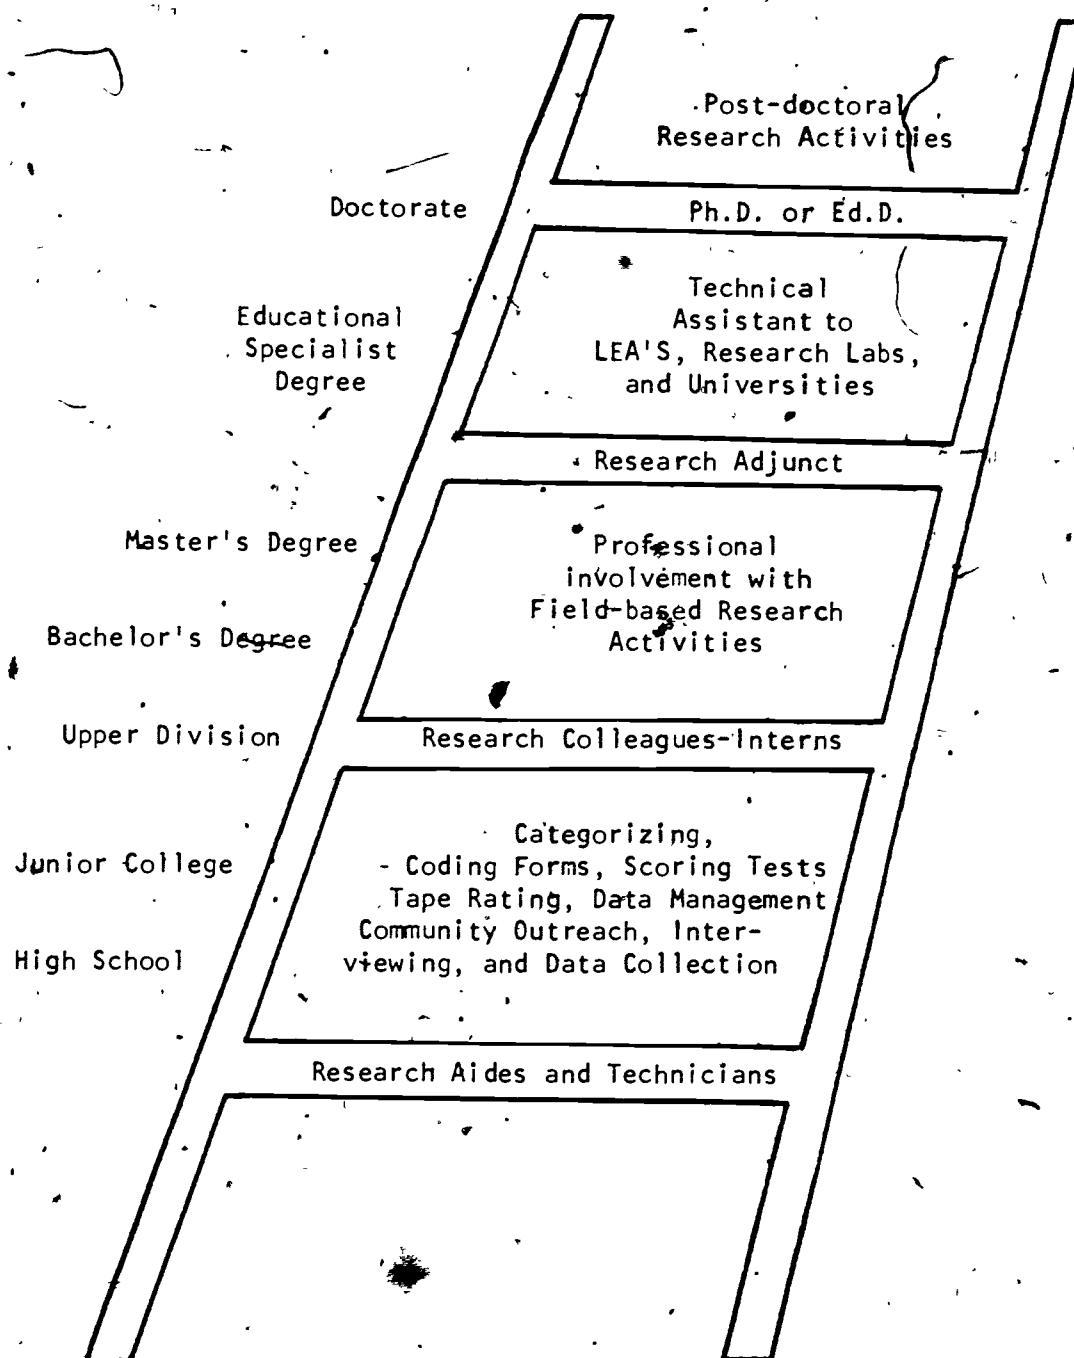 Post-doctoral
Research Activities
Doctorate
Ph.D. or Ed.D.
Educational
Specialist
Degree
Technical
Assistant to
LEA'S, Research Labs,
and Universities
Research Adjunct
Master's Degree
Professional
involvement with
Field-based Research
Activities
Bachelor's Degree
Upper Division
Research Colleagues-Interns
Junior College
Categorizing,
Coding Forms, Scoring Tests
Tape Rating, Data Management
Community Outreach, Inter-
viewing, and Data Collection
High School
Research Aides and Technicians